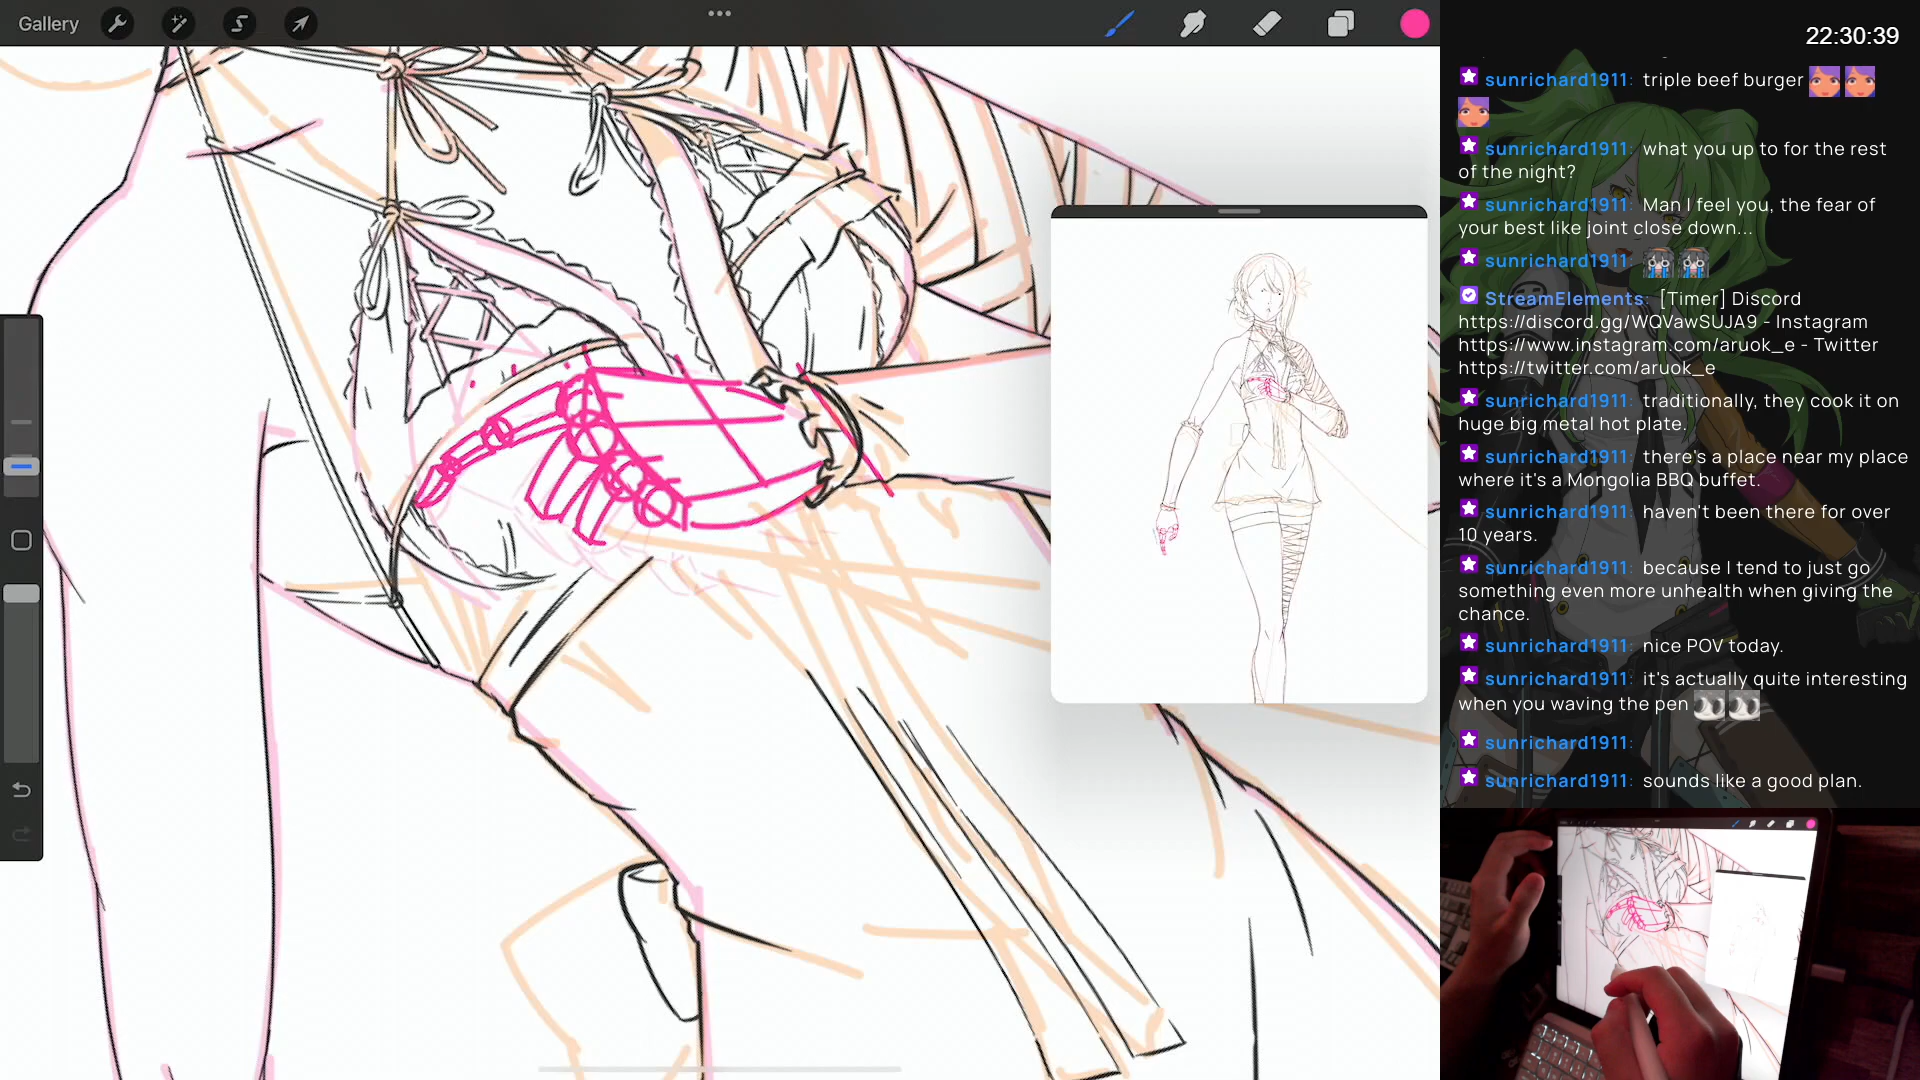 Gallery
22:30:39
sunrichard1911: triple beef burger
sunrichard1911: what you up to for the rest
of the night?
sunrichard1911: Man I feel you, the fear of
your best like joint close down...
sunrichard1911:
StreamElements: [Timer] Discord
https://discord.gg/WQVawSUJA9 - Instagram
https://www.instagram.com/aruok_e - Twitter
https://twitter.com/aruok_e
sunrichard1911: traditionally, they cook it on
huge big metal hot plate.
sunrichard1911: there's a place near my place
where it's a Mongolia BBQ buffet.
sunrichard1911: haven't been there for over
10 years.
sunrichard1911: because I tend to just go
something even more unhealth when giving the
chance.
sunrichard1911: nice POV today.
sunrichard1911: it's actually quite interesting
when you waving the pen
sunrichard1911:
sunrichard1911: sounds like a good plan.